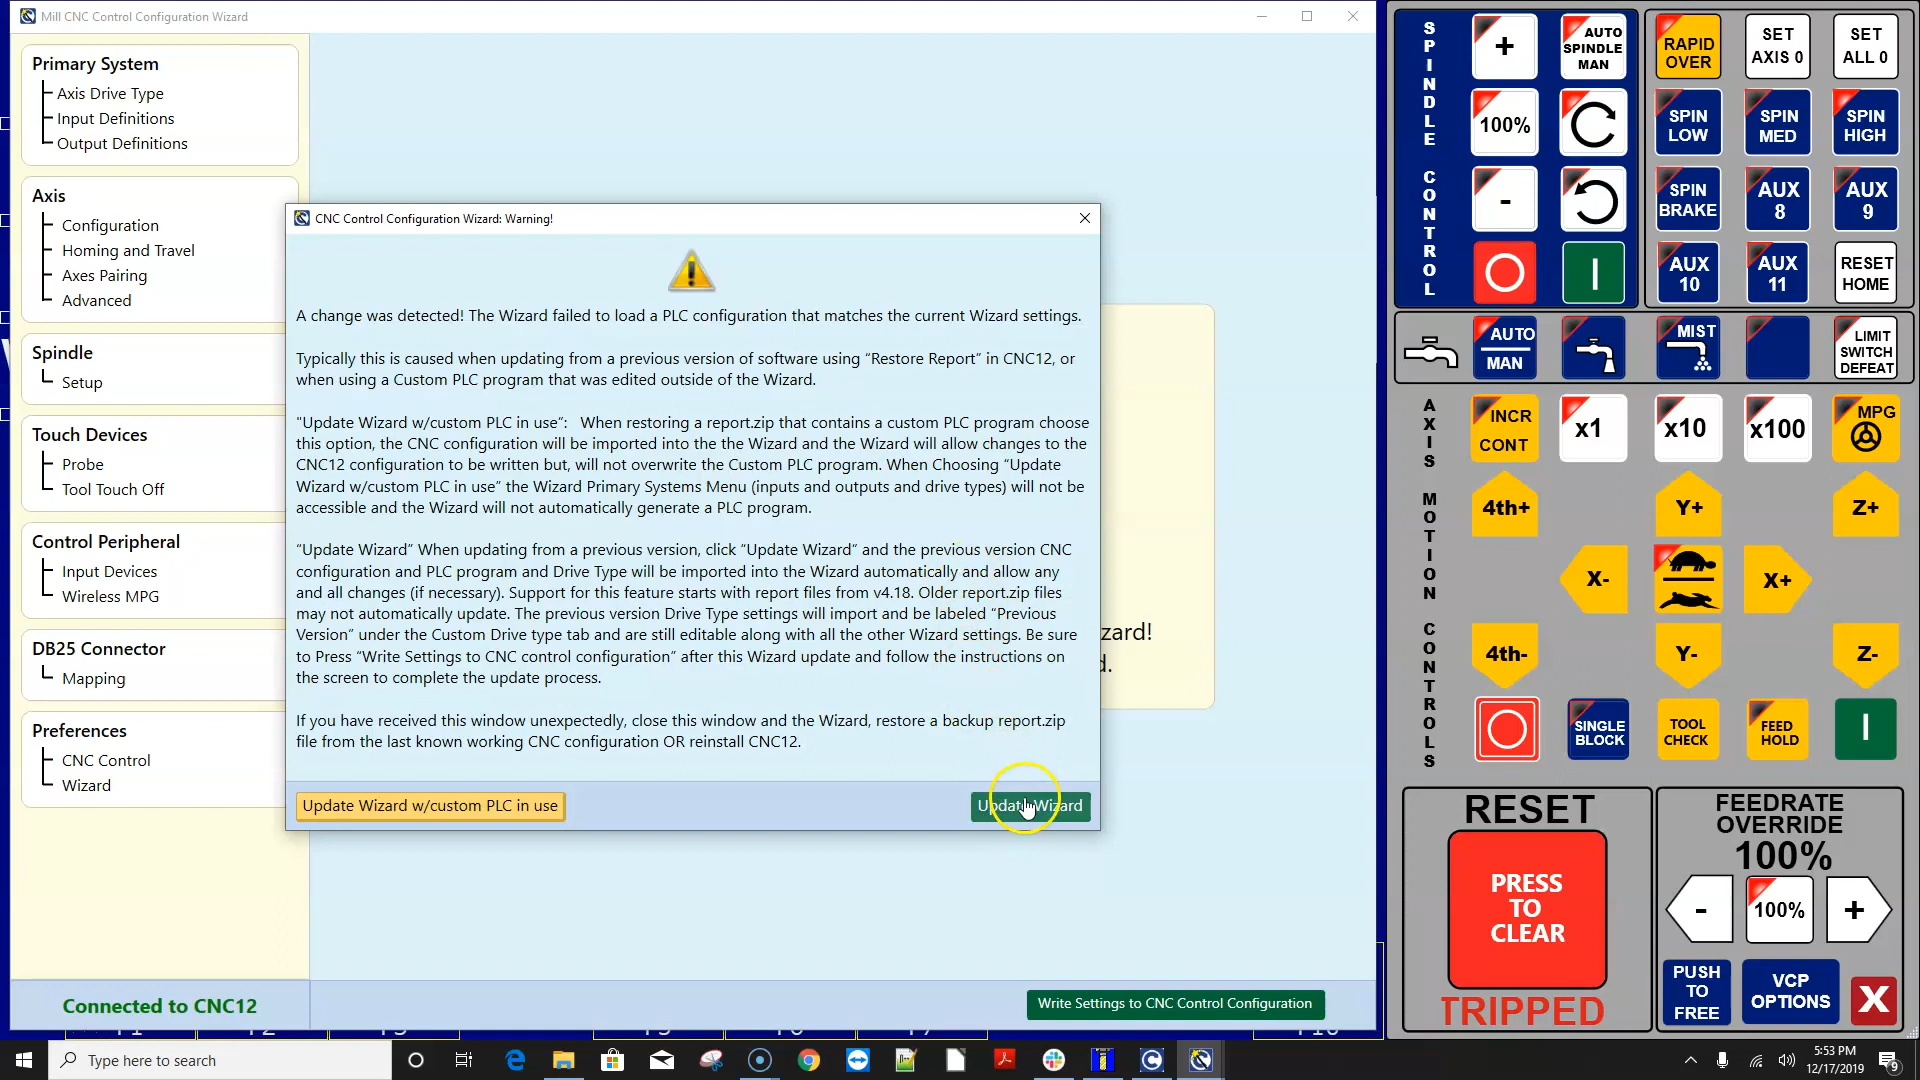 Mill CNC Control Configuration Wizard
Primary System
Axis Drive Type
Input Definitions
Output Definitions
Axis
Configuration
Homing and Travel
Axes Pairing
Advanced
Spindle
Setup
Touch Devices
Probe
Tool Touch Off
Control Peripheral
Input Devices
Wireless MPG
DB25 Connector
Mapping
Preferences
CNC Control
Wizard
Connected to CNC12
CNC Control Configuration Wizard: Warning!
A change was detected! The Wizard failed to load a PLC configuration that matches the current Wizard settings.
Typically this is caused when updating from a previous version of software using “Restore Report” in CNC12, or
when using a Custom PLC program that was edited outside of the Wizard.
"Update Wizard w/custom PLC in use": When restoring a report.zip that contains a custom PLC program choose
this option, the CNC configuration will be imported into the the Wizard and the Wizard will allow changes to the
CNC12 configuration to be written but, will not overwrite the Custom PLC program. When Choosing “Update
Wizard w/custom PLC in use” the Wizard Primary Systems Menu (inputs and outputs and drive types) will not be
accessible and the Wizard will not automatically generate a PLC program.
“Update Wizard” When updating from a previous version, click “Update Wizard” and the previous version CNC
configuration and PLC program and Drive Type will be imported into the Wizard automatically and allow any
and all changes (if necessary). Support for this feature starts with report files from v4.18. Older report.zip files
may not automatically update. The previous version Drive Type settings will import and be labeled “Previous
Version” under the Custom Drive type tab and are still editable along with all the other Wizard settings. Be sure
to Press “Write Settings to CNC control configuration” after this Wizard update and follow the instructions on
the screen to complete the update process.
If you have received this window unexpectedly, close this window and the Wizard, restore a backup report.zip
file from the last known working CNC configuration OR reinstall CNC12.
Update Wizard w/custom PLC in use
Update Wizard
zard!
d.
Write Settings to CNC Control Configuration
SPINDLE CONTROL
+
AUTO
SPINDLE
MAN
100%
-
RAPID
OVER
SET
AXIS 0
SET
ALL 0
SPIN
LOW
SPIN
MED
SPIN
HIGH
SPIN
BRAKE
AUX
8
AUX
9
AUX
10
AUX
11
RESET
HOME
AUTO
MAN
MIST
LIMIT
SWITCH
DEFEAT
AXIS MOTION CONTROLS
INCR
CONT
x1
x10
x100
MPG
4th+
Y+
Z+
X-
X+
4th-
Y-
Z-
SINGLE
BLOCK
TOOL
CHECK
FEED
HOLD
RESET
PRESS
TO
CLEAR
TRIPPED
FEEDRATE
OVERRIDE
100%
-
100%
+
PUSH
TO
FREE
VCP
OPTIONS
X
Type here to search
5:53 PM
12/17/2019
9